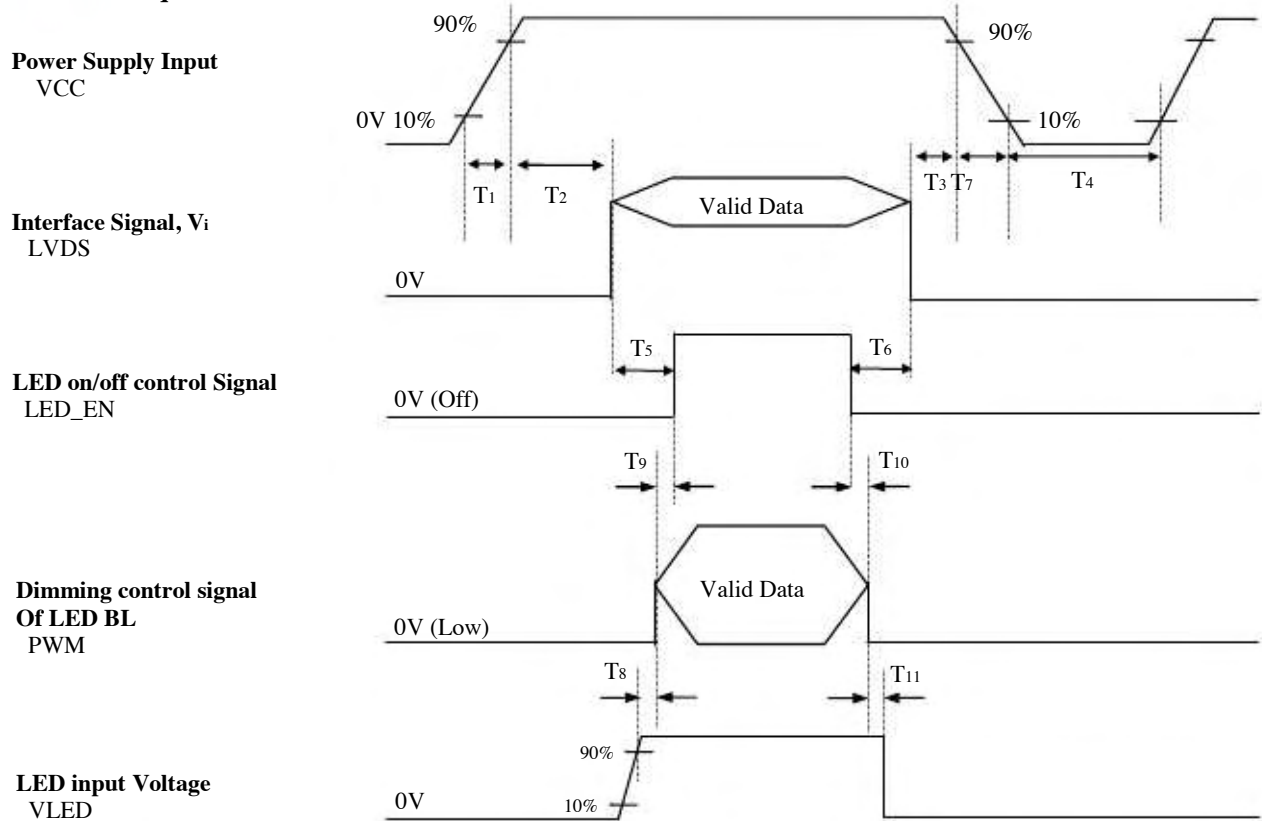 90%
90%
Power Supply Input
VCC
0V 10%
10%
T1
T2
T3
T7
T4
Interface Signal, Vi
LVDS
Valid Data
0V
T5
T6
LED on/off control Signal
LED_EN
0V (Off)
T9
T10
Dimming control signal
Of LED BL
PWM
Valid Data
0V (Low)
T8
T11
90%
LED input Voltage
VLED
0V
10%